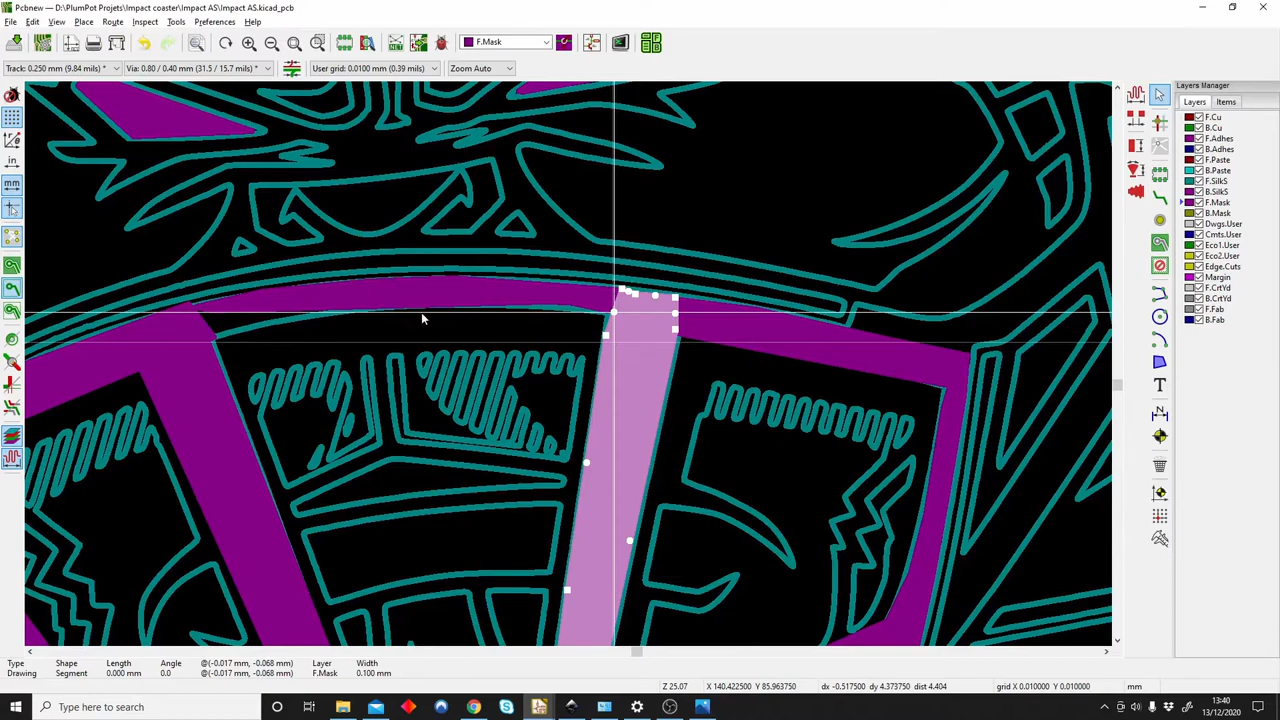 Pcbnew — D:\PlumPot Projets\Impact coaster\Impact AS\Impact AS.kicad_pcb
File Edit View Place Route Inspect Tools Preferences Help
F.Mask
Track: 0.250 mm (9.84 mils) * Via: 0.80 / 0.40 mm (31.5 / 15.7 mils) * User grid: 0.0100 mm (0.39 mils) Zoom Auto
Layers Manager
Layers Items
F.Cu
B.Cu
F.Adhes
B.Adhes
F.Paste
B.Paste
F.SilkS
B.SilkS
F.Mask
B.Mask
Dwgs.User
Cmts.User
Eco1.User
Eco2.User
Edge.Cuts
Margin
F.CrtYd
B.CrtYd
F.Fab
B.Fab
in
mm
T
N
Type Shape Length Angle @(-0.017 mm, -0.068 mm) Layer Width
Drawing Segment 0.000 mm 0.0 @(-0.017 mm, -0.068 mm) F.Mask 0.100 mm
Z 25.07 X 140.422500 Y 85.963750 dx -0.517500 dy 4.373750 dist 4.404 grid X 0.010000 Y 0.010000 mm
Type here to search
13:40
13/12/2020